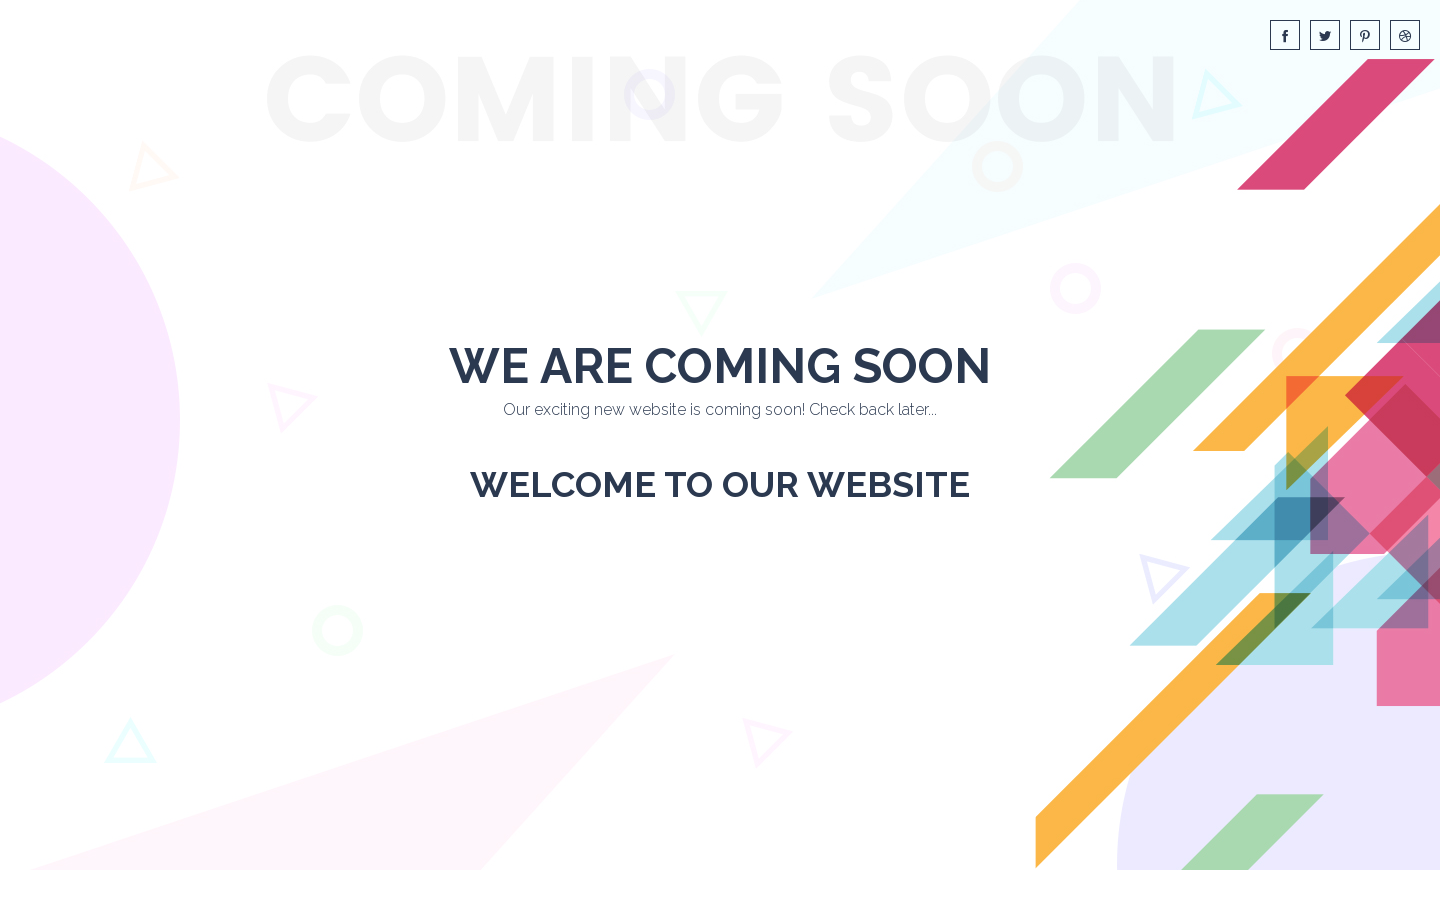 COMING SOON
WE ARE COMING SOON
Our exciting new website is coming soon! Check back later...
WELCOME TO OUR WEBSITE